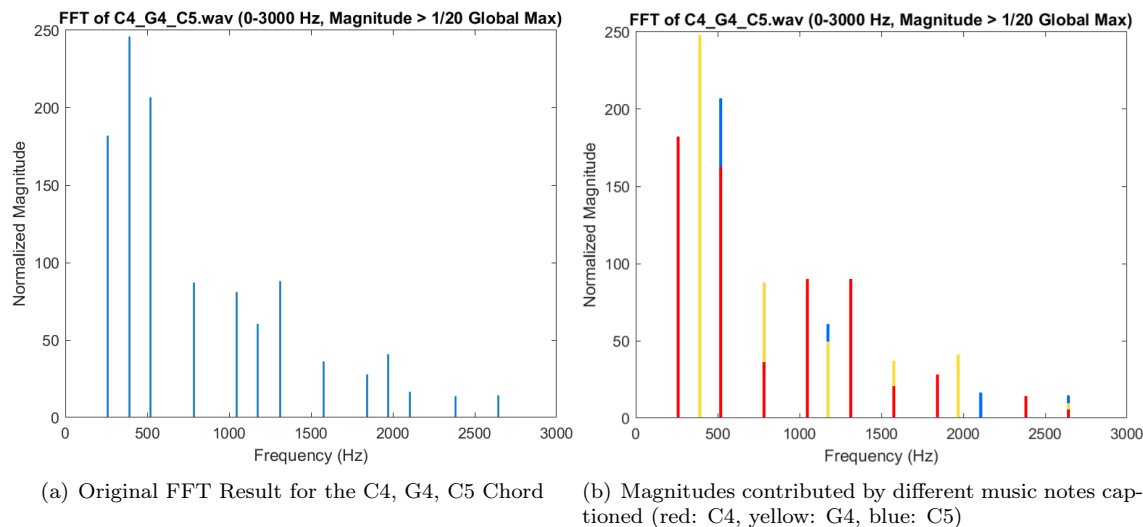 FFT of C4_G4_C5.wav (0-3000 Hz, Magnitude > 1/20 Global Max)
250
200
150
100
50
0
Normalized Magnitude
0 500 1000 1500 2000 2500 3000
Frequency (Hz)
(a) Original FFT Result for the C4, G4, C5 Chord
FFT of C4_G4_C5.wav (0-3000 Hz, Magnitude > 1/20 Global Max)
250
200
150
100
50
0
Normalized Magnitude
0 500 1000 1500 2000 2500 3000
Frequency (Hz)
(b) Magnitudes contributed by different music notes cap-
tioned (red: C4, yellow: G4, blue: C5)